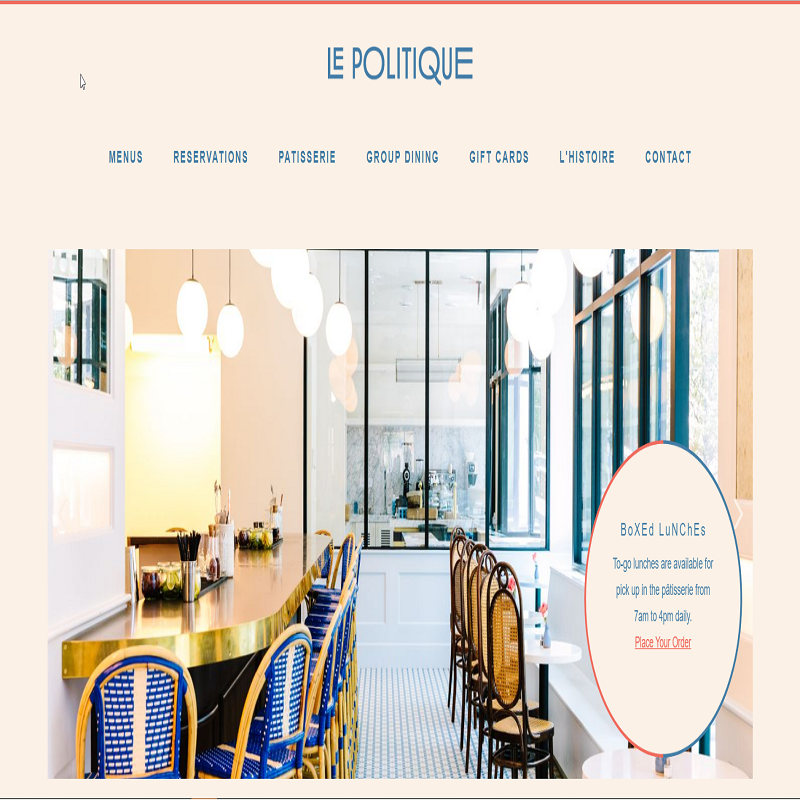 LE POLITIQUE
MENUS RESERVATIONS PATISSERIE GROUP DINING GIFT CARDS L'HISTOIRE CONTACT
BoXEd LuNChEs
To-go lunches are available for
pick up in the pâtisserie from
7am to 4pm daily.
Place Your Order